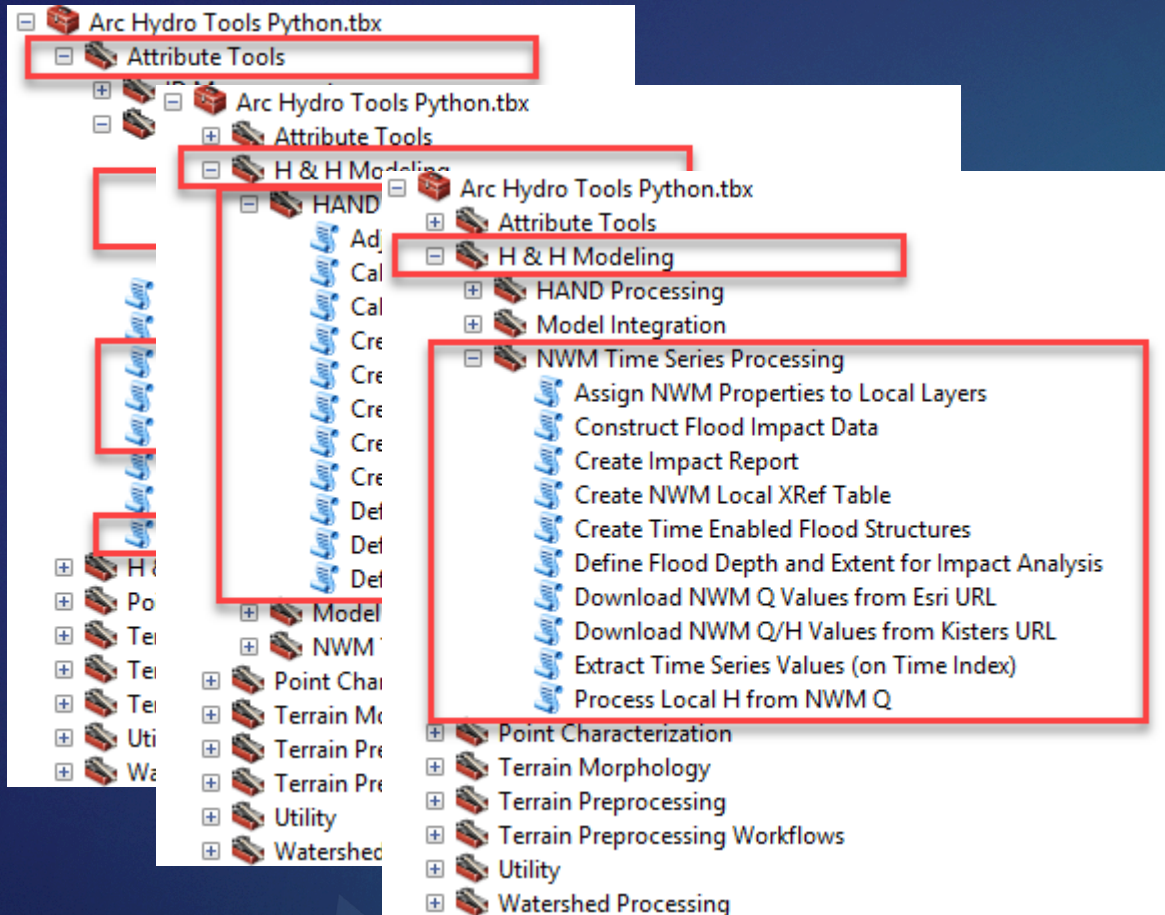 Arc Hydro Tools Python.tbx
Attribute Tools
H &
Arc Hydro Tools Python.tbx
Attribute Tools
H & H Modeling
HAND
Model
NWM
Point
Terrain
Terrain
Terrain
Utility
Watershed
Arc Hydro Tools Python.tbx
Attribute Tools
H & H Modeling
HAND Processing
Model Integration
NWM Time Series Processing
Assign NWM Properties to Local Layers
Construct Flood Impact Data
Create Impact Report
Create NWM Local XRef Table
Create Time Enabled Flood Structures
Define Flood Depth and Extent for Impact Analysis
Download NWM Q Values from Esri URL
Download NWM Q/H Values from Kisters URL
Extract Time Series Values (on Time Index)
Process Local H from NWM Q
Point Characterization
Terrain Morphology
Terrain Preprocessing
Terrain Preprocessing Workflows
Utility
Watershed Processing